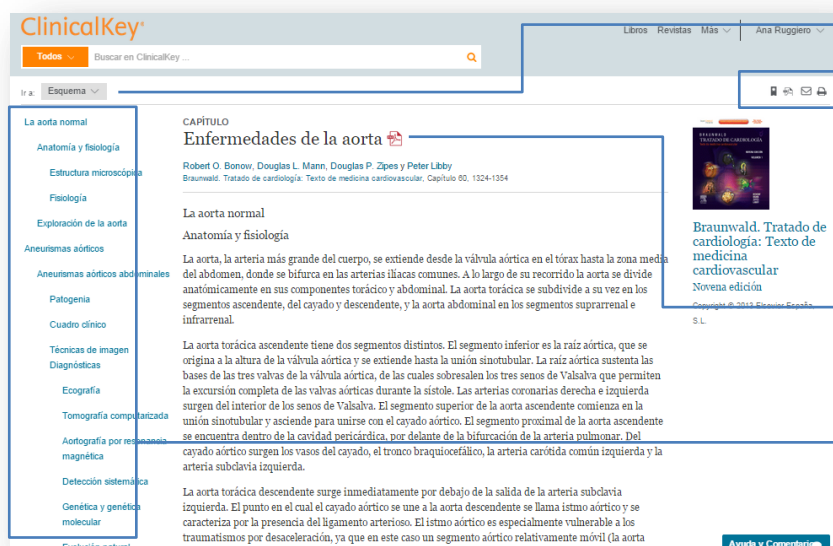 ClinicalKey
Libros Revistas Más Ana Ruggiero
Todos Buscar en ClinicalKey ...
Ir a: Esquema
La aorta normal
Anatomía y fisiología
Estructura microscópica
Fisiología
Exploración de la aorta
Aneurismas aórticos
Aneurismas aórticos abdominales
Patogenia
Cuadro clínico
Técnicas de imagen
Diagnósticas
Ecografía
Tomografía computarizada
Aortografía por resonancia
magnética
Detección sistemática
Genética y genética
molecular
Evolución natural
CAPÍTULO
Enfermedades de la aorta
Robert O. Bonow, Douglas L. Mann, Douglas P. Zipes y Peter Libby
Braunwald. Tratado de cardiología: Texto de medicina cardiovascular, Capítulo 60, 1324-1354
La aorta normal
Anatomía y fisiología
La aorta, la arteria más grande del cuerpo, se extiende desde la válvula aórtica en el tórax hasta la zona media
del abdomen, donde se bifurca en las arterias ilíacas comunes. A lo largo de su recorrido la aorta se divide
anatómicamente en sus componentes torácico y abdominal. La aorta torácica se subdivide a su vez en los
segmentos ascendente, del cayado y descendente, y la aorta abdominal en los segmentos suprarrenal e
infrarrenal.
La aorta torácica ascendente tiene dos segmentos distintos. El segmento inferior es la raíz aórtica, que se
origina a la altura de la válvula aórtica y se extiende hasta la unión sinotubular. La raíz aórtica sustenta las
bases de las tres valvas de la válvula aórtica, de las cuales sobresalen los tres senos de Valsalva que permiten
la excursión completa de las valvas aórticas durante la sístole. Las arterias coronarias derecha e izquierda
surgen del interior de los senos de Valsalva. El segmento superior de la aorta ascendente comienza en la
unión sinotubular y asciende para unirse con el cayado aórtico. El segmento proximal de la aorta ascendente
se encuentra dentro de la cavidad pericárdica, por delante de la bifurcación de la arteria pulmonar. Del
cayado aórtico surgen los vasos del cayado, el tronco braquiocefálico, la arteria carótida común izquierda y la
arteria subclavia izquierda.
La aorta torácica descendente surge inmediatamente por debajo de la salida de la arteria subclavia
izquierda. El punto en el cual el cayado aórtico se une a la aorta descendente se llama istmo aórtico y se
caracteriza por la presencia del ligamento arterioso. El istmo aórtico es especialmente vulnerable a los
traumatismos por desaceleración, ya que en este caso un segmento aórtico relativamente móvil (la aorta
BRAUNWALD
TRATADO DE CARDIOLOGÍA
Braunwald. Tratado de
cardiología: Texto de
medicina
cardiovascular
Novena edición
Copyright © 2013 Elsevier España,
S.L.
Ayuda y Comentarios